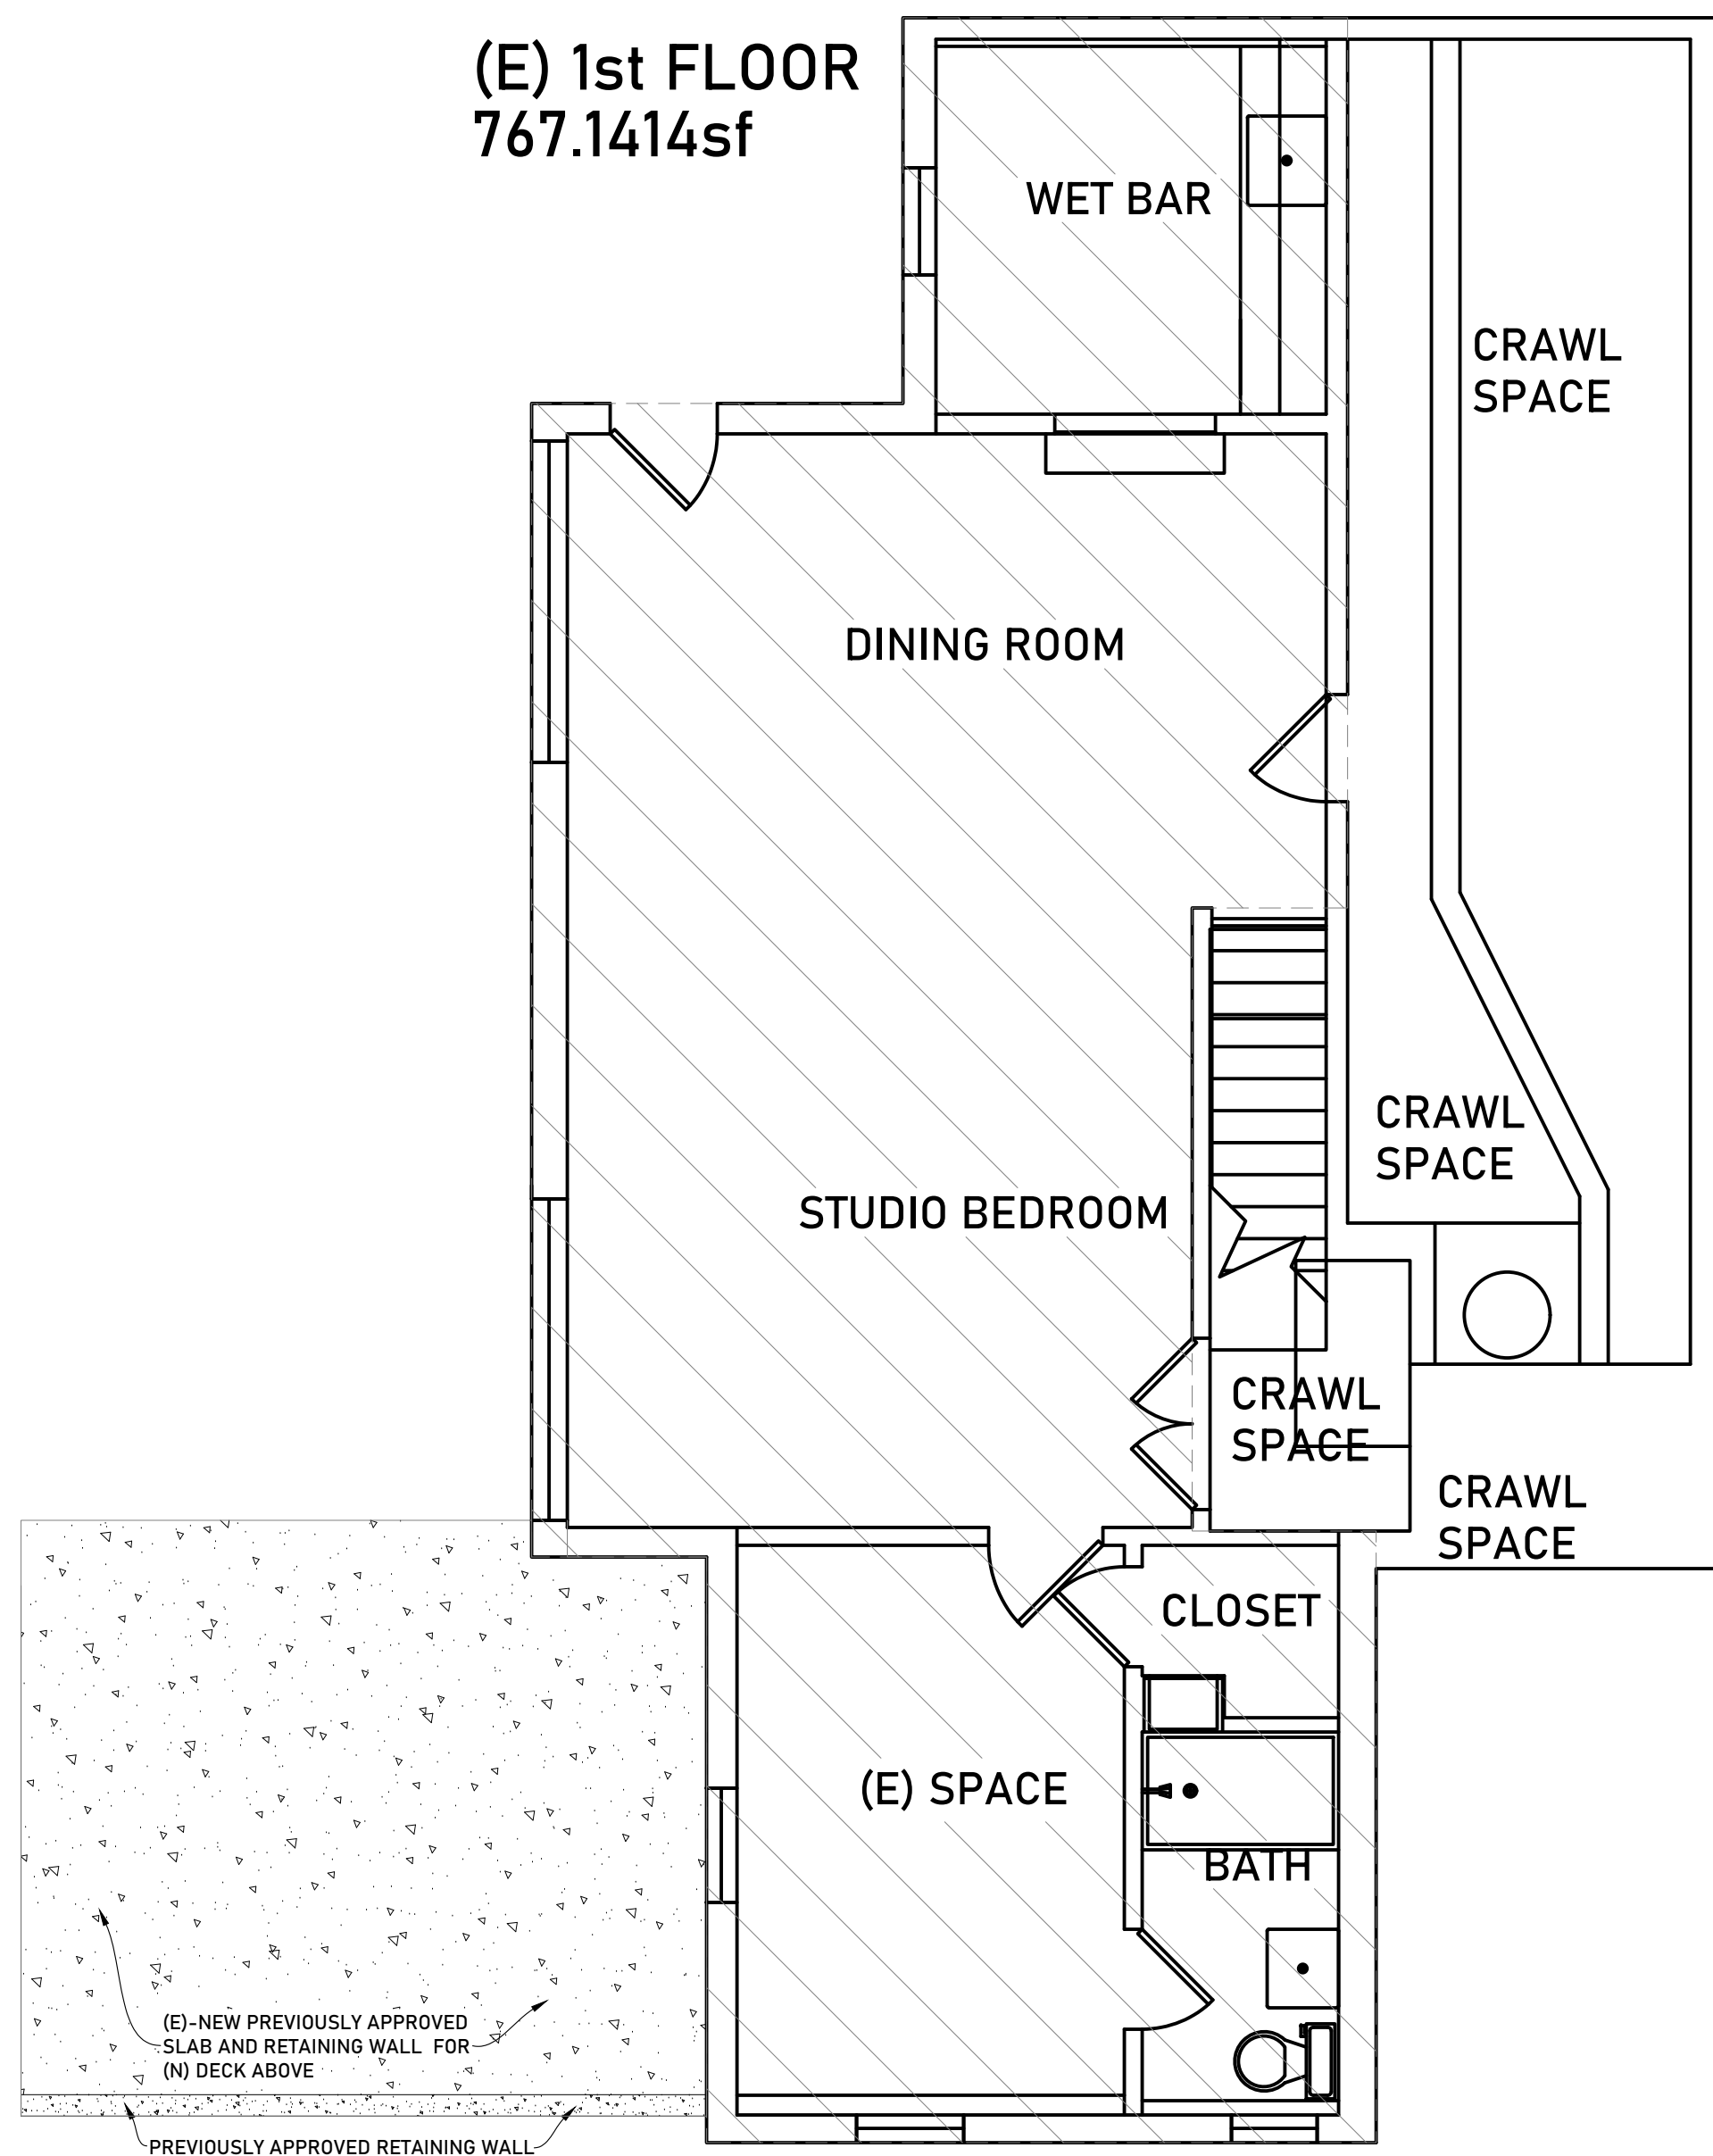 (E) 1st FLOOR
767.1414sf
WET BAR
CRAWL
SPACE
DINING ROOM
CRAWL
SPACE
STUDIO BEDROOM
CRAWL
SPACE
CRAWL
SPACE
CLOSET
(E) SPACE
BATH
(E)-NEW PREVIOUSLY APPROVED
SLAB AND RETAINING WALL FOR
(N) DECK ABOVE
PREVIOUSLY APPROVED RETAINING WALL